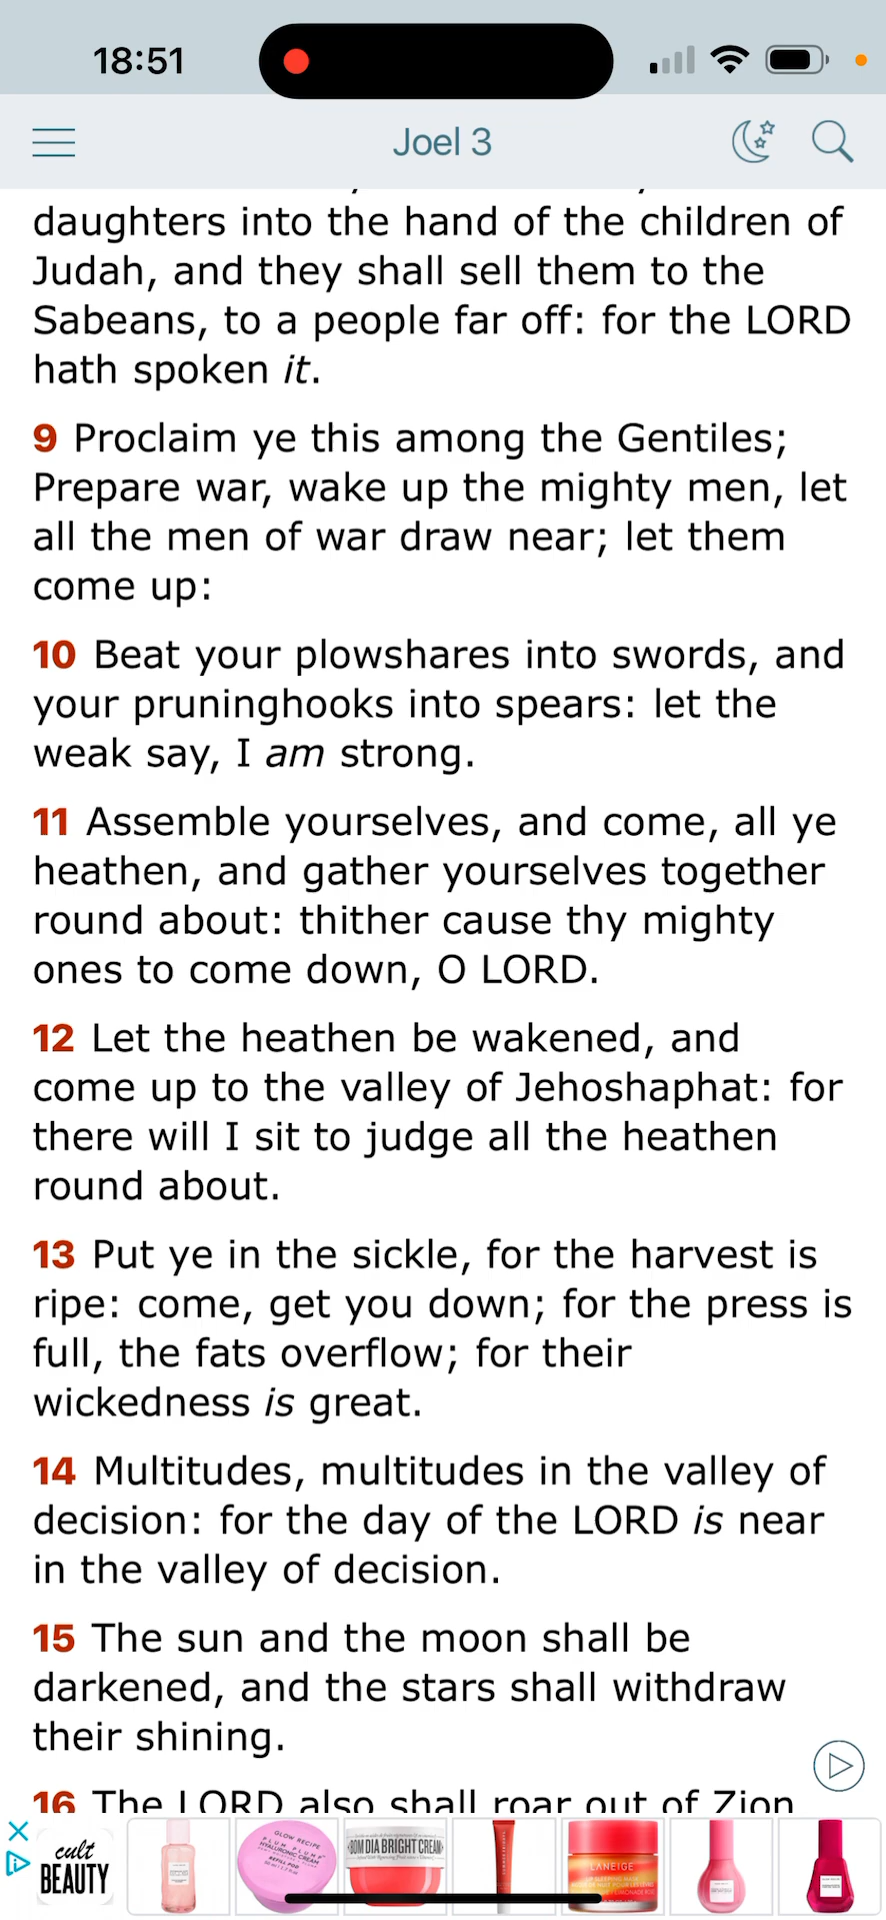 18:51
Joel 3
daughters into the hand of the children of
Judah, and they shall sell them to the
Sabeans, to a people far off: for the LORD
hath spoken it.
9 Proclaim ye this among the Gentiles;
Prepare war, wake up the mighty men, let
all the men of war draw near; let them
come up:
10 Beat your plowshares into swords, and
your pruninghooks into spears: let the
weak say, I am strong.
11 Assemble yourselves, and come, all ye
heathen, and gather yourselves together
round about: thither cause thy mighty
ones to come down, O LORD.
12 Let the heathen be wakened, and
come up to the valley of Jehoshaphat: for
there will I sit to judge all the heathen
round about.
13 Put ye in the sickle, for the harvest is
ripe: come, get you down; for the press is
full, the fats overflow; for their
wickedness is great.
14 Multitudes, multitudes in the valley of
decision: for the day of the LORD is near
in the valley of decision.
15 The sun and the moon shall be
darkened, and the stars shall withdraw
their shining.
16 The LORD also shall roar out of Zion
cult
BEAUTY
GLOW RECIPE
PLUM PLUMP
HYALURONIC CREAM
REFILL POD
BOM DIA BRIGHT CREAM
LANEIGE